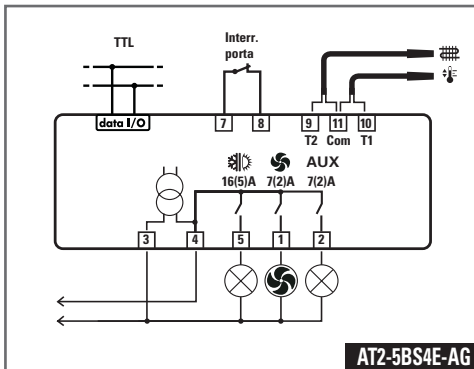 TTL
Interr.
porta
data I/O
7 8 9 11 10
T2 Com T1
AUX
16(5)A 7(2)A 7(2)A
3 4 5 1 2
AT2-5BS4E-AG